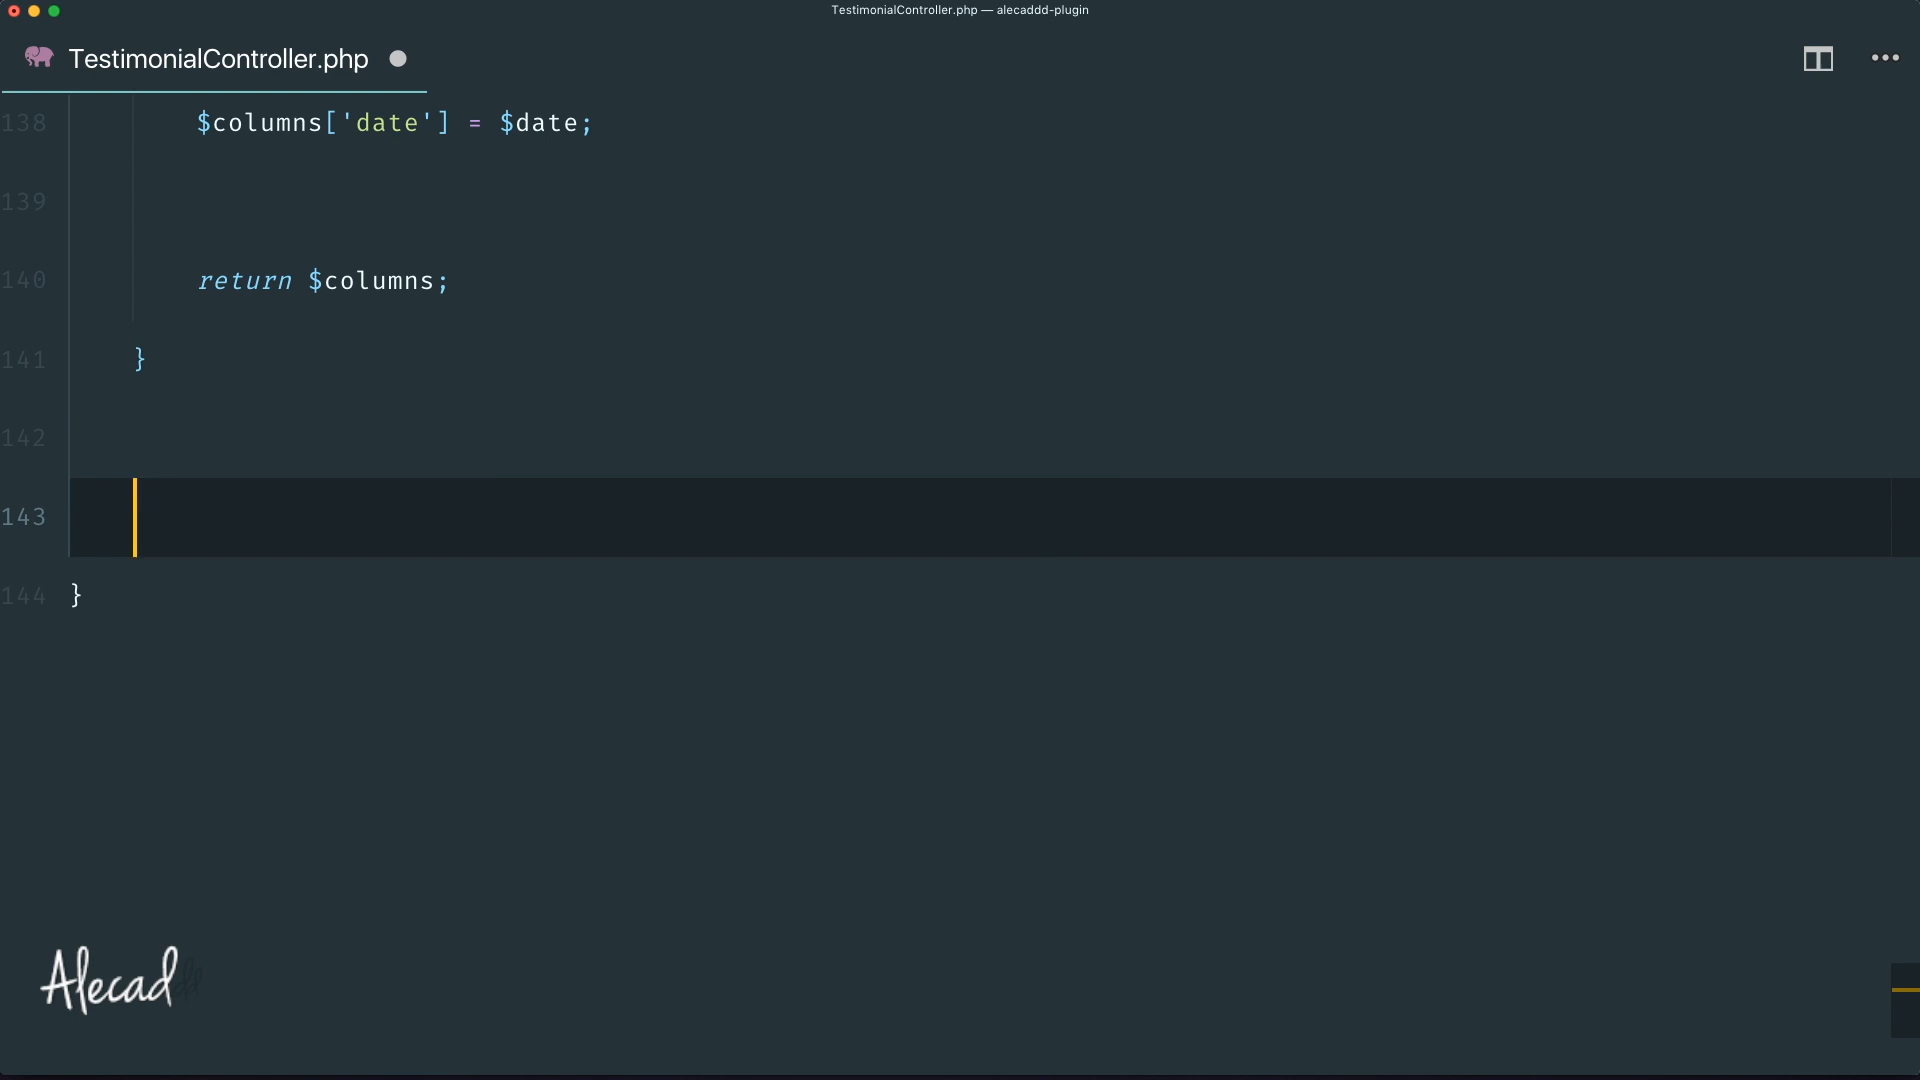 TestimonialController.php — alecaddd-plugin
TestimonialController.php
138 $columns['date'] = $date;
139
140 return $columns;
141 }
142
143
144 }
Alecad